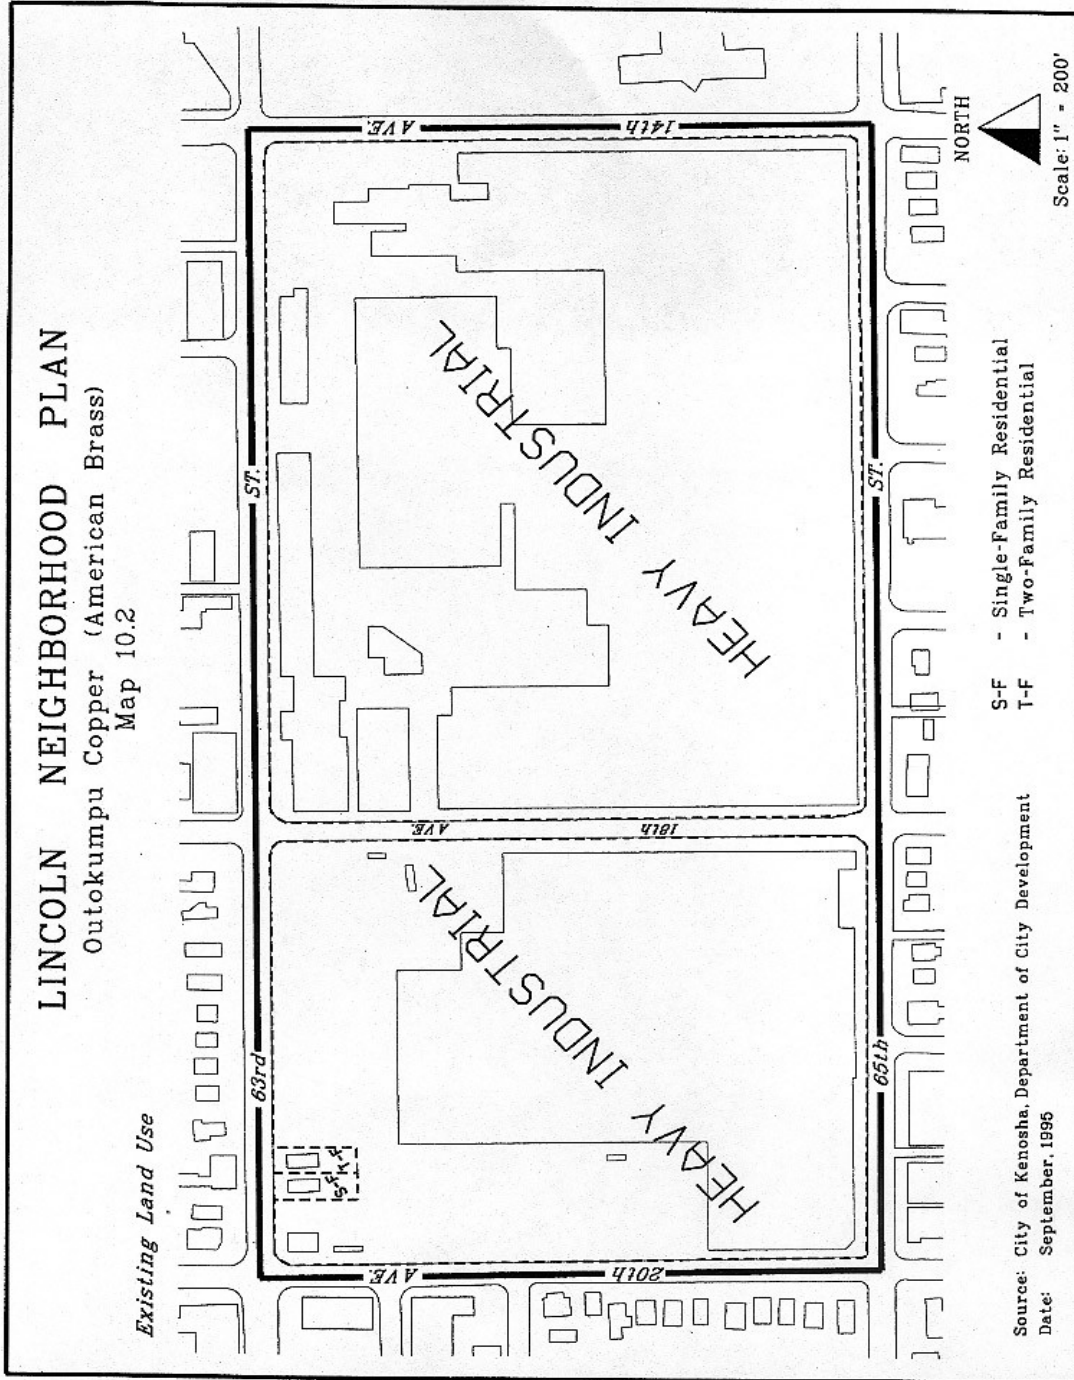 LINCOLN NEIGHBORHOOD PLAN
Outokumpu Copper (American Brass)
Map 10.2
Existing Land Use
63rd
ST.
AVE.
20th
AVE.
18th
AVE.
14th
S-F
HEAVY INDUSTRIAL
HEAVY INDUSTRIAL
65th
ST.
NORTH
Scale: 1" = 200'
S-F - Single-Family Residential
T-F - Two-Family Residential
Source: City of Kenosha, Department of City Development
Date: September, 1995